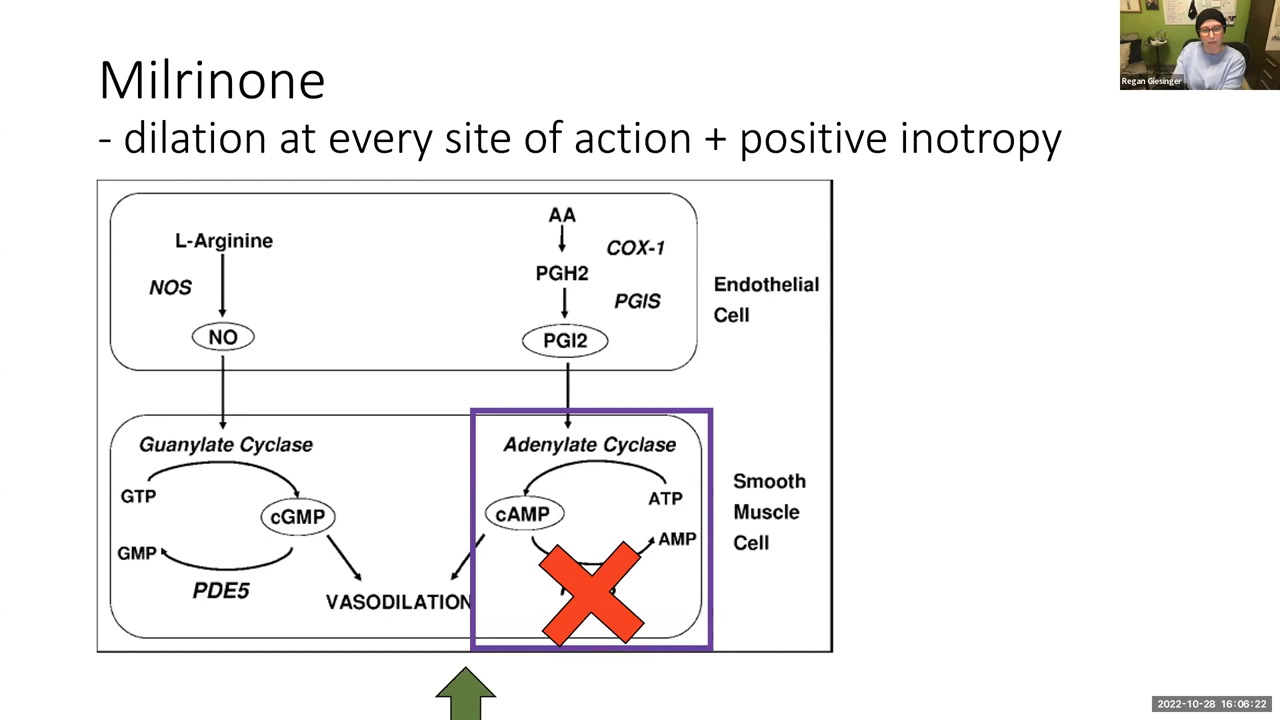 Milrinone
- dilation at every site of action + positive inotropy
Regan Giesinger
L-Arginine
NOS
NO
AA
COX-1
PGH2
PGIS
PGI2
Endothelial
Cell
Guanylate Cyclase
GTP
cGMP
GMP
PDE5
VASODILATION
Adenylate Cyclase
ATP
cAMP
AMP
Smooth
Muscle
Cell
2022-10-28 16:06:22